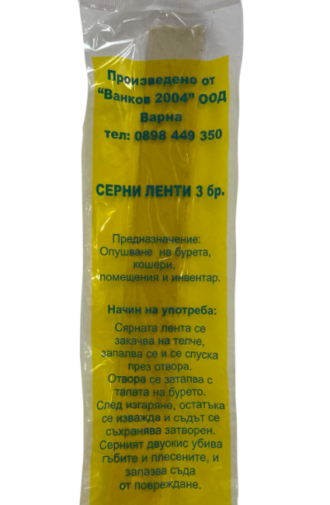 Произведено от
"Ванков 2004" ООД
Варна
тел: 0898 449 350
СЕРНИ ЛЕНТИ 3 бр.
Предназначение:
Опушване на бурета,
кошери,
помещения и инвентар.
Начин на употреба:
Сярната лента се
закачва на телче,
запалва се и се спуска
през отвора.
Отвора се затапва с
тапата на бурето.
След изгаряне, остатъка
се изважда и съдът се
съхранява затворен.
Серният двуокис убива
гъбите и плесените, и
запазва съда
от повреждане.